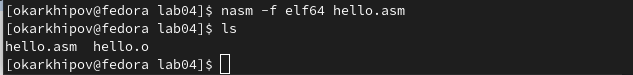 [okarkhipov@fedora lab04]$ nasm -f elf64 hello.asm
[okarkhipov@fedora lab04]$ ls
hello.asm  hello.o
[okarkhipov@fedora lab04]$